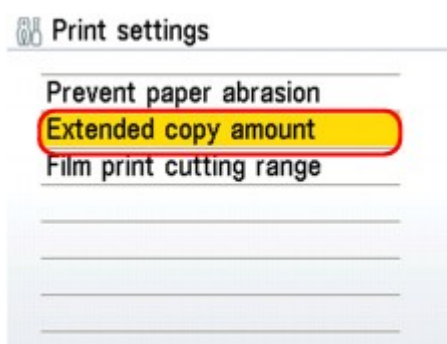 Print settings
Prevent paper abrasion
Extended copy amount
Film print cutting range